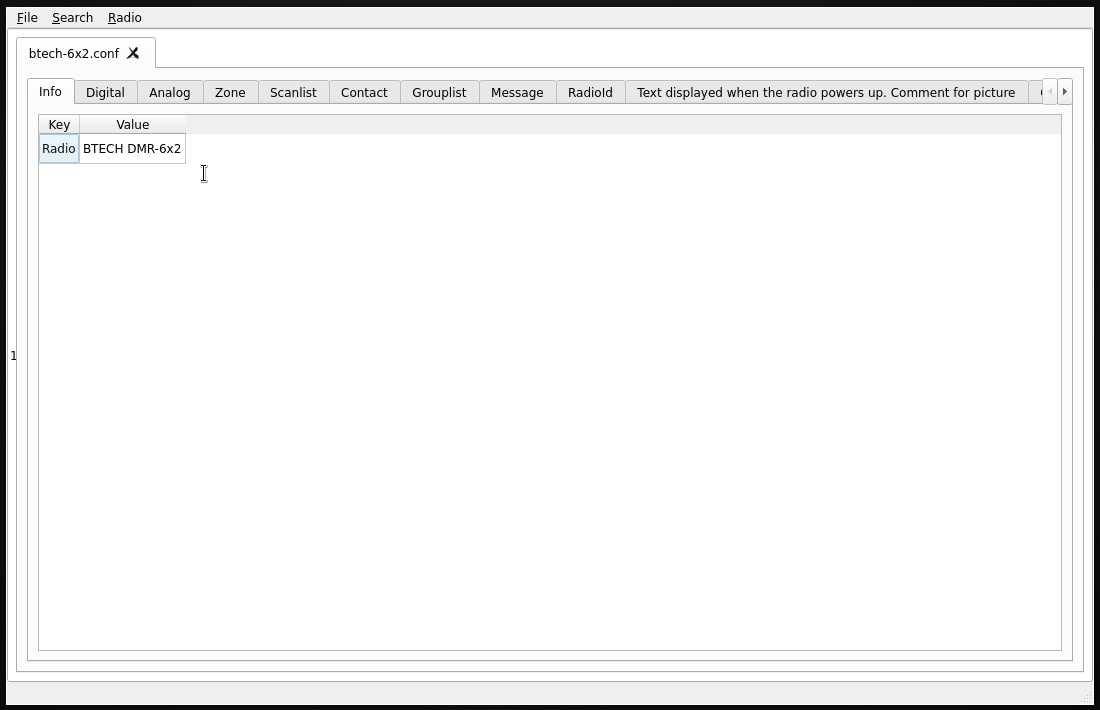 File Search Radio
btech-6x2.conf
Info Digital Analog Zone Scanlist Contact Grouplist Message RadioId Text displayed when the radio powers up. Comment for picture
Key Value
Radio BTECH DMR-6x2
1